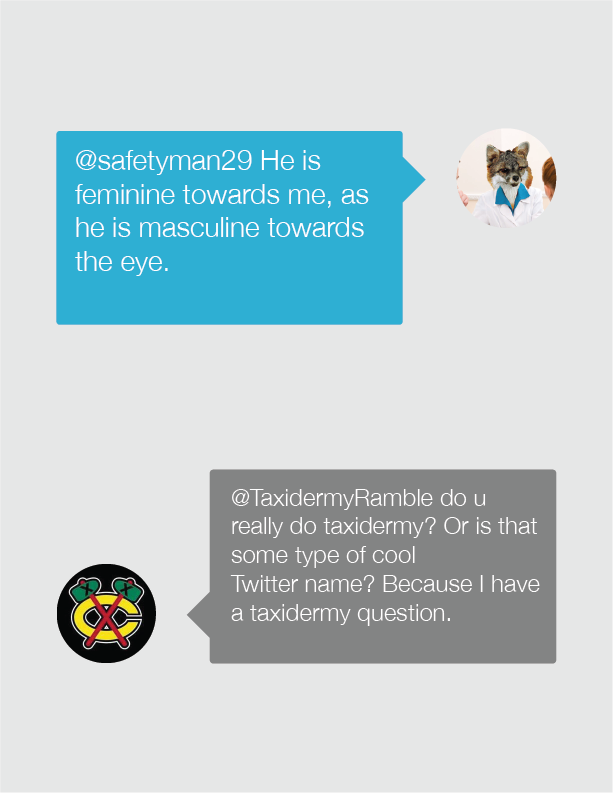 @safetyman29 He is
feminine towards me, as
he is masculine towards
the eye.
@TaxidermyRamble do u
really do taxidermy? Or is that
some type of cool
Twitter name? Because I have
a taxidermy question.